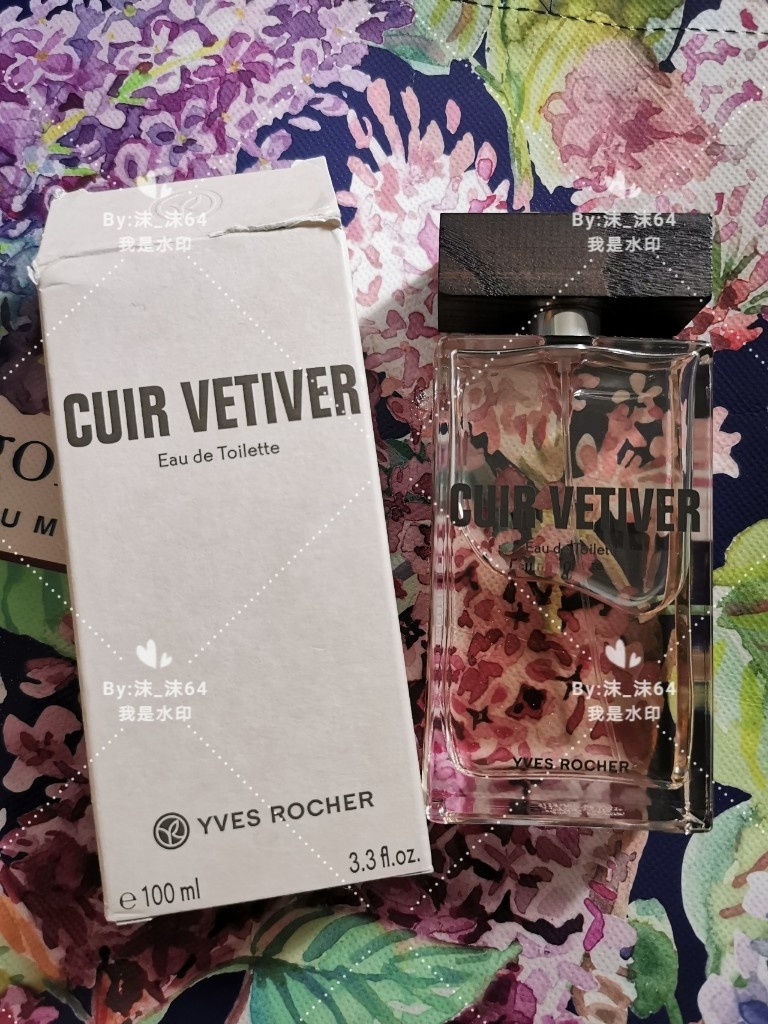 By:沫_沫64
我是水印
By:沫_沫64
我是水印
CUIR VETIVER
Eau de Toilette
CUIR VETIVER
Eau de Toilet
UM
By:沫_沫64
我是水印
By:沫_沫64
我是水印
YVES ROCHER
YVES ROCHER
3.3 fl.oz.
e 100 ml